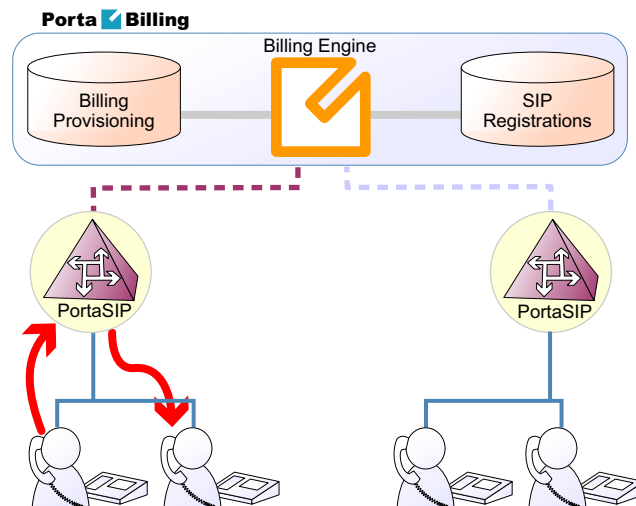 Porta Billing
Billing Engine
Billing
Provisioning
SIP
Registrations
PortaSIP
PortaSIP